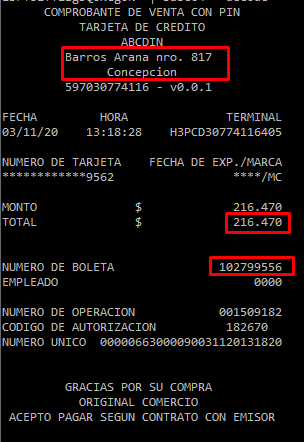 COMPROBANTE DE VENTA CON PIN
TARJETA DE CREDITO
ABCDIN
Barros Arana nro. 817
Concepcion
597030774116 - v0.0.1
FECHA HORA TERMINAL
03/11/20 13:18:28 H3PCD30774116405
NUMERO DE TARJETA FECHA DE EXP./MARCA
************9562 ****/MC
MONTO $ 216.470
TOTAL $ 216.470
NUMERO DE BOLETA 102799556
EMPLEADO 0000
NUMERO DE OPERACION 001509182
CODIGO DE AUTORIZACION 182670
NUMERO UNICO 00000663000090031120131820
GRACIAS POR SU COMPRA
ORIGINAL COMERCIO
ACEPTO PAGAR SEGUN CONTRATO CON EMISOR